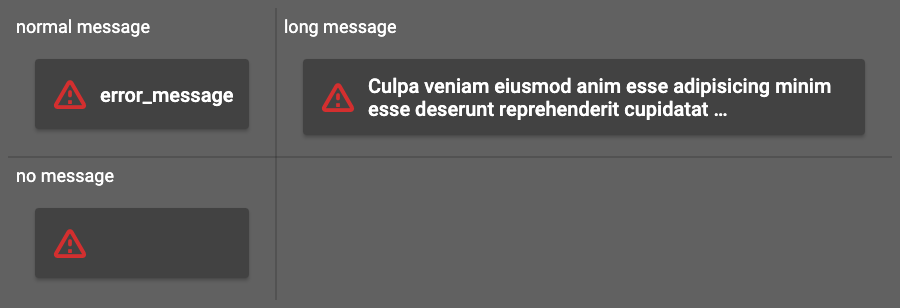 normal message
error_message
long message
Culpa veniam eiusmod anim esse adipisicing minim
esse deserunt reprehenderit cupidatat ...
no message